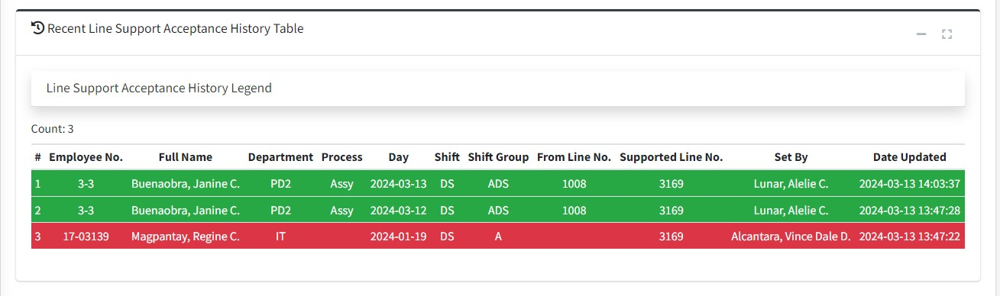 Recent Line Support Acceptance History Table
Line Support Acceptance History Legend
Count: 3
# Employee No. Full Name Department Process Day Shift Shift Group From Line No. Supported Line No. Set By Date Updated
1 3-3 Buenaobra, Janine C. PD2 Assy 2024-03-13 DS ADS 1008 3169 Lunar, Alelie C. 2024-03-13 14:03:37
2 3-3 Buenaobra, Janine C. PD2 Assy 2024-03-12 DS ADS 1008 3169 Lunar, Alelie C. 2024-03-13 13:47:28
3 17-03139 Magpantay, Regine C. IT 2024-01-19 DS A 3169 Alcantara, Vince Dale D. 2024-03-13 13:47:22